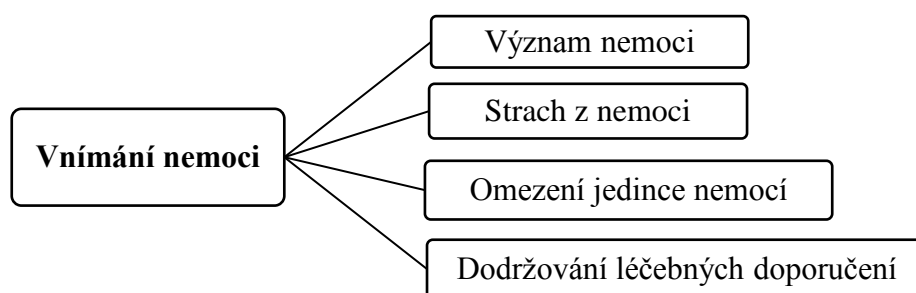 Význam nemoci
Strach z nemoci
Vnímání nemoci
Omezení jedince nemocí
Dodržování léčebných doporučení